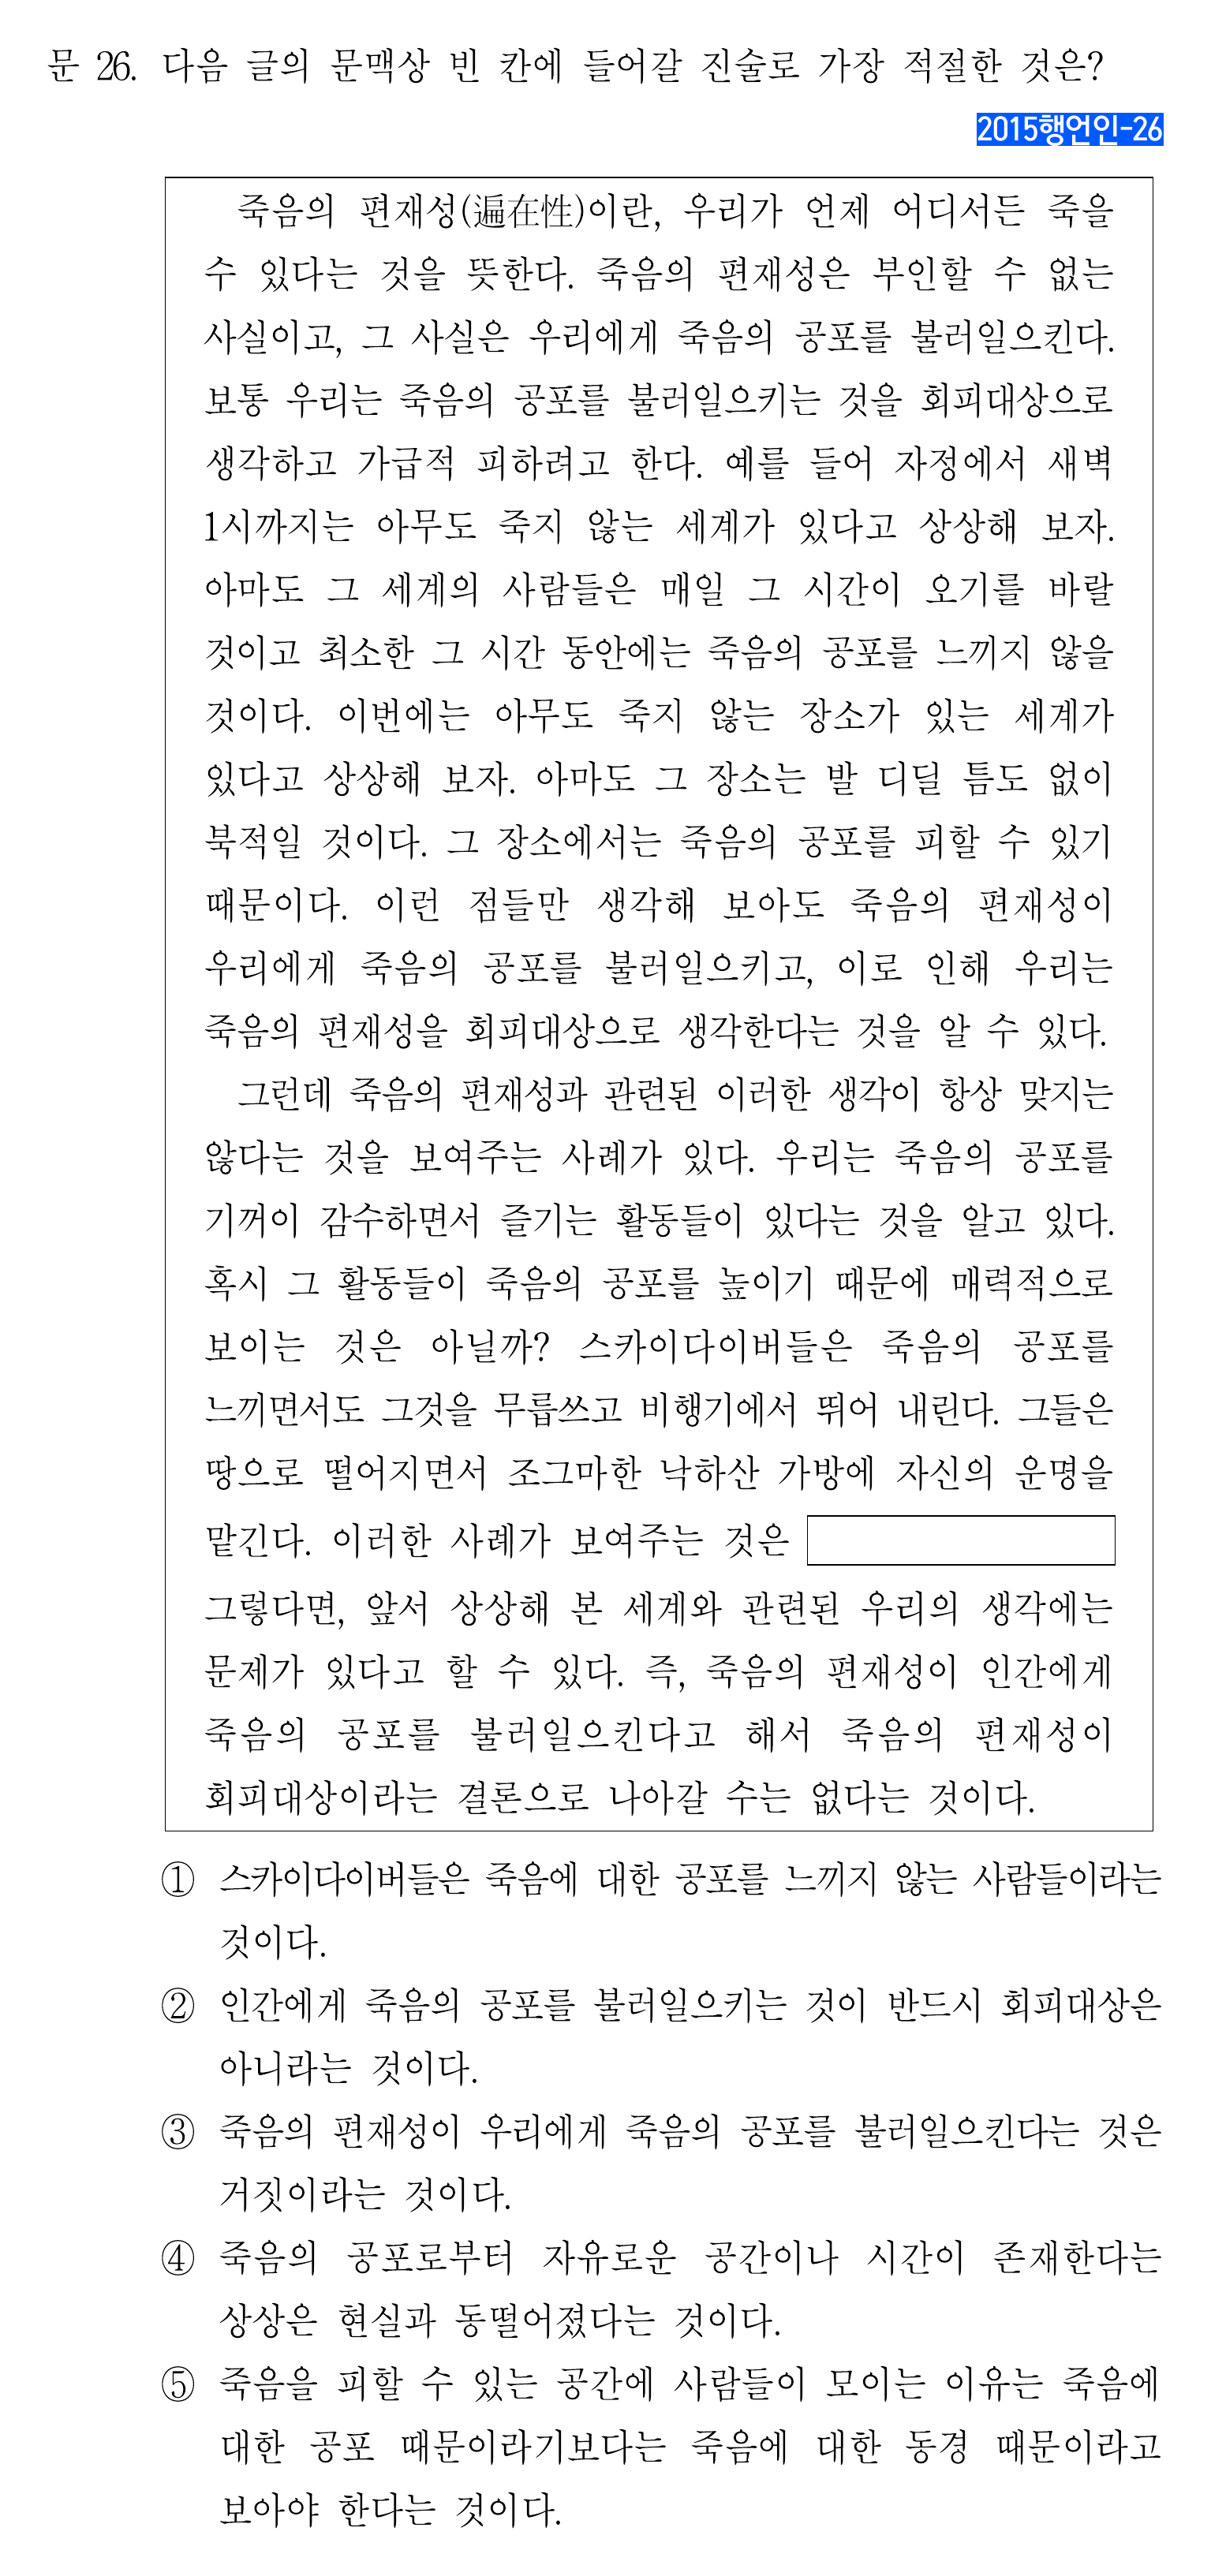 문 26. 다음 글의 문맥상 빈 칸에 들어갈 진술로 가장 적절한 것은?
2015행언인-26
죽음의 편재성(遍在性)이란, 우리가 언제 어디서든 죽을
수 있다는 것을 뜻한다. 죽음의 편재성은 부인할 수 없는
사실이고, 그 사실은 우리에게 죽음의 공포를 불러일으킨다.
보통 우리는 죽음의 공포를 불러일으키는 것을 회피대상으로
생각하고 가급적 피하려고 한다. 예를 들어 자정에서 새벽
1시까지는 아무도 죽지 않는 세계가 있다고 상상해 보자.
아마도 그 세계의 사람들은 매일 그 시간이 오기를 바랄
것이고 최소한 그 시간 동안에는 죽음의 공포를 느끼지 않을
것이다. 이번에는 아무도 죽지 않는 장소가 있는 세계가
있다고 상상해 보자. 아마도 그 장소는 발 디딜 틈도 없이
북적일 것이다. 그 장소에서는 죽음의 공포를 피할 수 있기
때문이다. 이런 점들만 생각해 보아도 죽음의 편재성이
우리에게 죽음의 공포를 불러일으키고, 이로 인해 우리는
죽음의 편재성을 회피대상으로 생각한다는 것을 알 수 있다.
그런데 죽음의 편재성과 관련된 이러한 생각이 항상 맞지는
않다는 것을 보여주는 사례가 있다. 우리는 죽음의 공포를
기꺼이 감수하면서 즐기는 활동들이 있다는 것을 알고 있다.
혹시 그 활동들이 죽음의 공포를 높이기 때문에 매력적으로
보이는 것은 아닐까? 스카이다이버들은 죽음의 공포를
느끼면서도 그것을 무릅쓰고 비행기에서 뛰어 내린다. 그들은
땅으로 떨어지면서 조그마한 낙하산 가방에 자신의 운명을
맡긴다. 이러한 사례가 보여주는 것은
그렇다면, 앞서 상상해 본 세계와 관련된 우리의 생각에는
문제가 있다고 할 수 있다. 즉, 죽음의 편재성이 인간에게
죽음의 공포를 불러일으킨다고 해서 죽음의 편재성이
회피대상이라는 결론으로 나아갈 수는 없다는 것이다.
① 스카이다이버들은 죽음에 대한 공포를 느끼지 않는 사람들이라는
것이다.
② 인간에게 죽음의 공포를 불러일으키는 것이 반드시 회피대상은
아니라는 것이다.
③ 죽음의 편재성이 우리에게 죽음의 공포를 불러일으킨다는 것은
거짓이라는 것이다.
④ 죽음의 공포로부터 자유로운 공간이나 시간이 존재한다는
상상은 현실과 동떨어졌다는 것이다.
⑤ 죽음을 피할 수 있는 공간에 사람들이 모이는 이유는 죽음에
대한 공포 때문이라기보다는 죽음에 대한 동경 때문이라고
보아야 한다는 것이다.